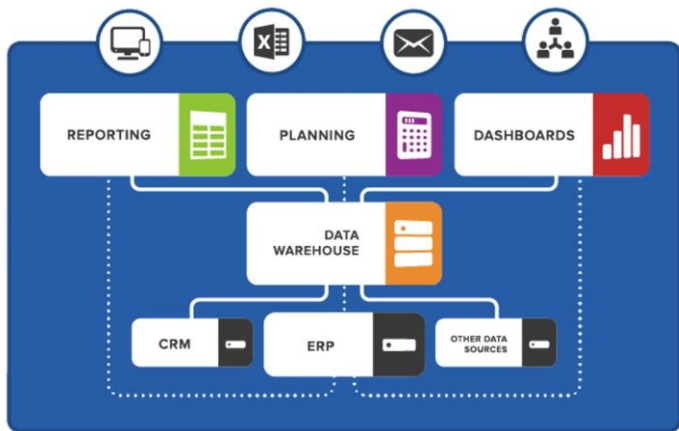 X
REPORTING
PLANNING
DASHBOARDS
DATA
WAREHOUSE
CRM
ERP
OTHER DATA
SOURCES